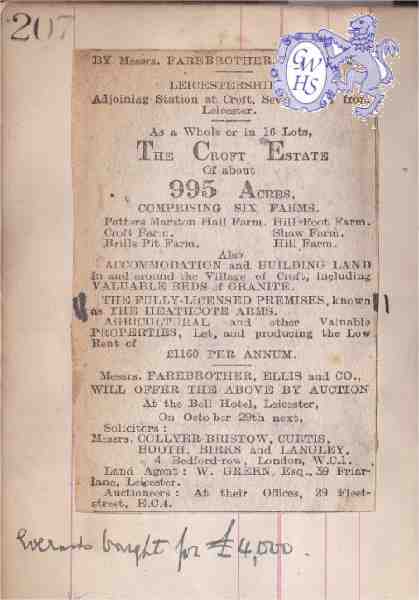 207
BY Messrs. FAREBROTHER,
LEICESTERSHI
Adjoining Station at Croft, Sev from
Leicester.
As a Whole or in 16 Lots,
THE CROFT ESTATE
Of about
995 ACRES,
COMPRISING SIX FARMS.
Potters Marston Hall Farm. Hill Foot Farm.
Croft Farm. Shaw Farm.
Brills Pit Farm. Hill Farm.
Also
ACCOMMODATION and BUILDING LAND
in and around the Village of Croft, including
VALUABLE BEDS of GRANITE.
THE FULLY-LICENSED PREMISES, known
as THE HEATHCOTE ARMS.
AGRICULTURAL and other Valuable
PROPERTIES, Let, and producing the Low
Rent of
£1160 PER ANNUM.
Messrs. FAREBROTHER, ELLIS and CO.,
WILL OFFER THE ABOVE BY AUCTION
At the Bell Hotel, Leicester,
On October 29th next,
Solicitors:
Messrs. COLLYER-BRISTOW, CURTIS,
BOOTH, BIRKS and LANGLEY,
4 Bedford-row, London, W.C.1.
Land Agent: W. GREEN, Esq., 39 Friar-
lane, Leicester.
Auctioneers: At their Offices, 29 Fleet-
street, E.C.4.
Everards bought for £4,000.
GWHS